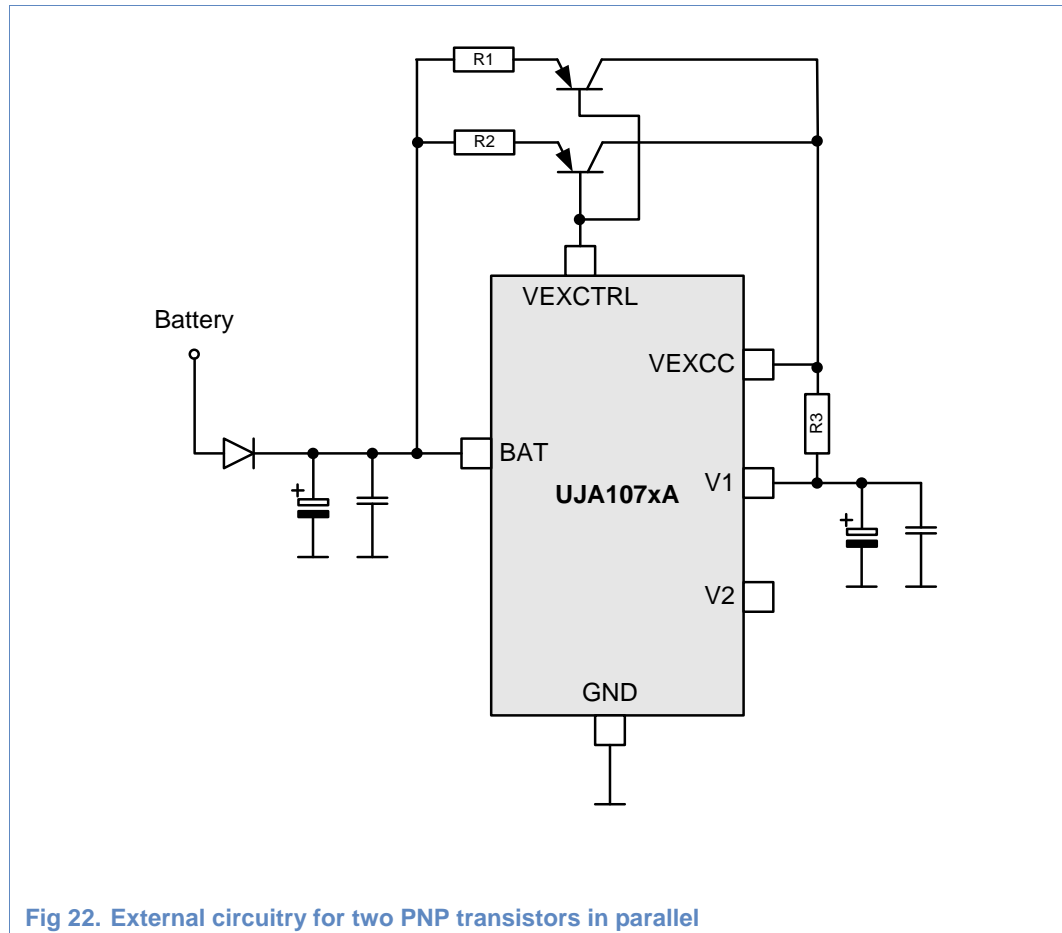 R1
R2
VEXCTRL
Battery
VEXCC
R3
BAT
V1
UJA107xA
+
+
V2
GND
Fig 22. External circuitry for two PNP transistors in parallel